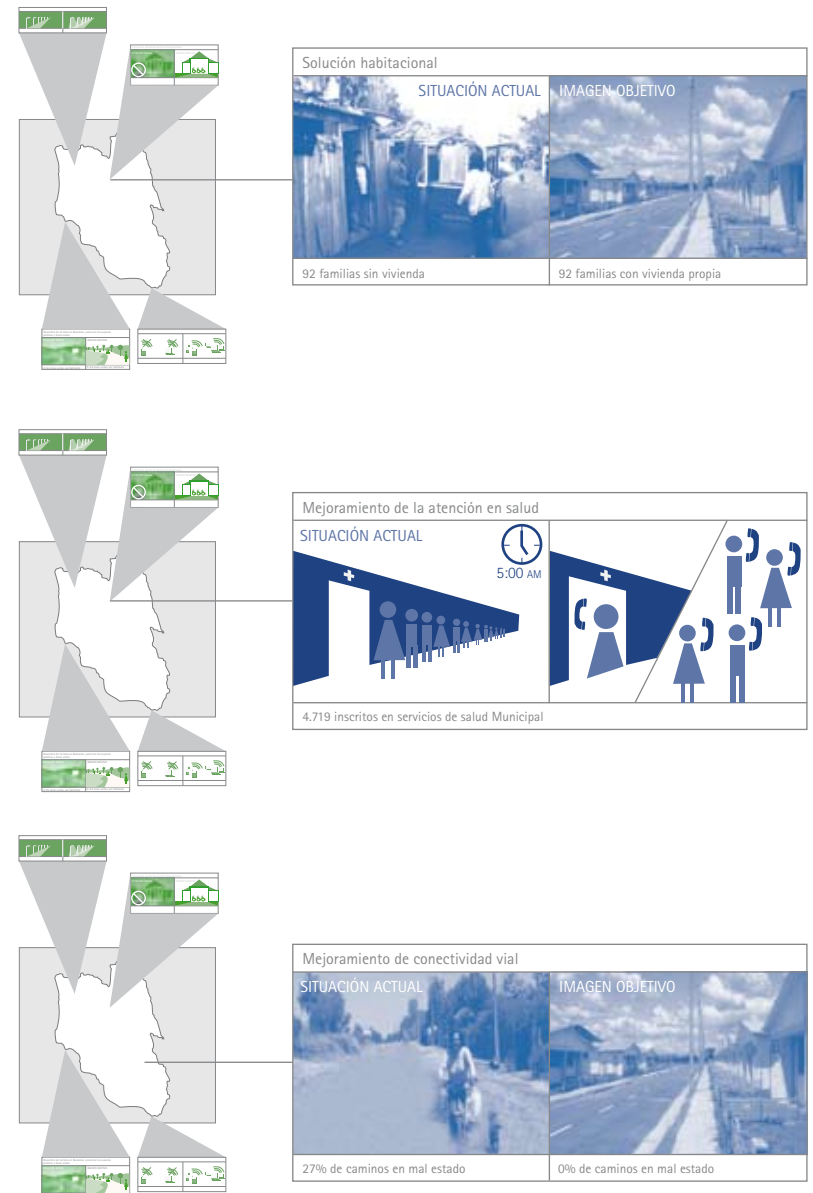 Solución habitacional
SITUACIÓN ACTUAL
IMAGEN OBJETIVO
92 familias sin vivienda
92 familias con vivienda propia
Mejoramiento de la atención en salud
SITUACIÓN ACTUAL
5:00 AM
4.719 inscritos en servicios de salud Municipal
Mejoramiento de conectividad vial
SITUACIÓN ACTUAL
IMAGEN OBJETIVO
27% de caminos en mal estado
0% de caminos en mal estado